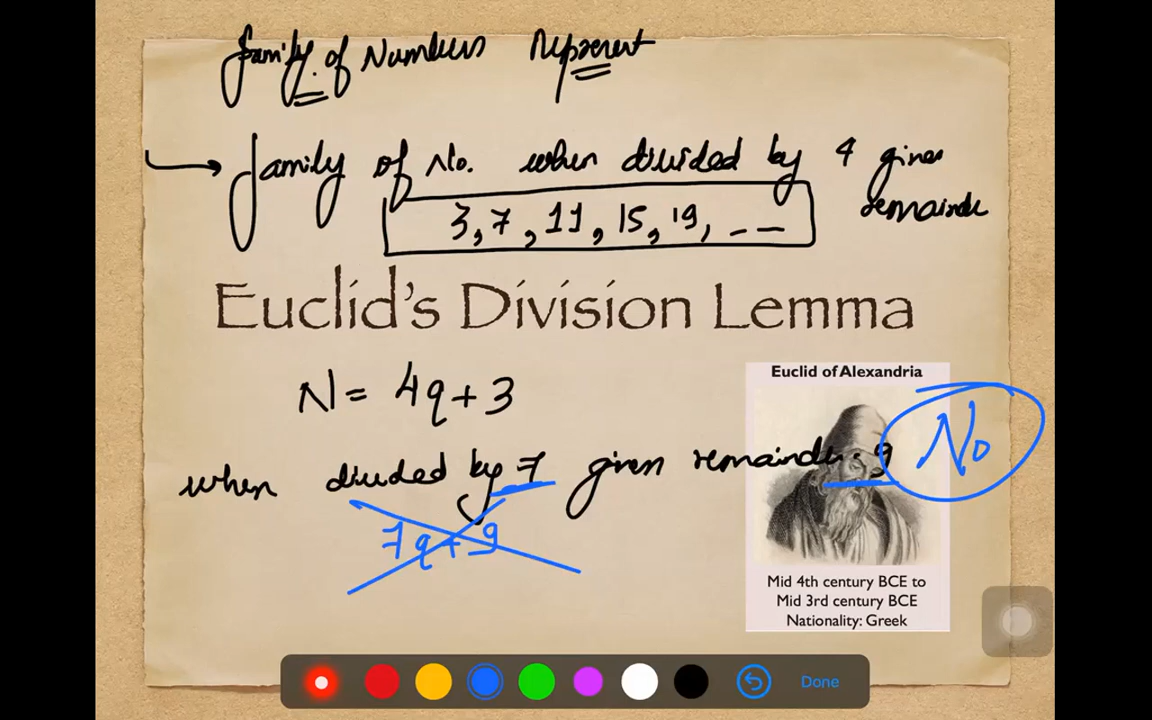 family of Numbers Represent
family of No. when divided by 4 gives
remainde
3, 7, 11, 15, 19, _ _
Euclid's Division Lemma
N = 4q + 3
Euclid of Alexandria
when divided by 7 gives remainder 9
No
7q + 9
Mid 4th century BCE to
Mid 3rd century BCE
Nationality: Greek
Done